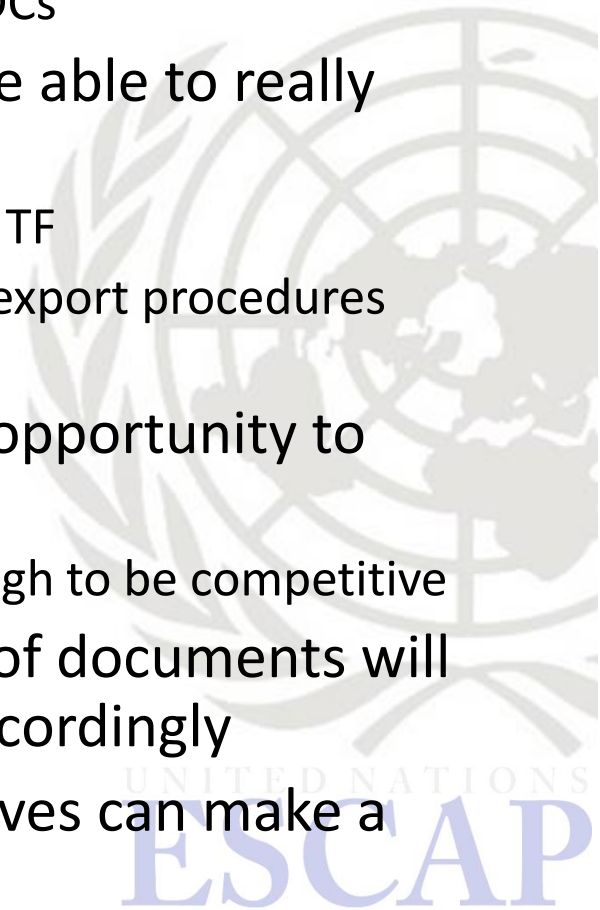 e able to really
TF
export procedures
opportunity to
gh to be competitive
of documents will
cordingly
ves can make a
UNITED NATIONS
ESCAP